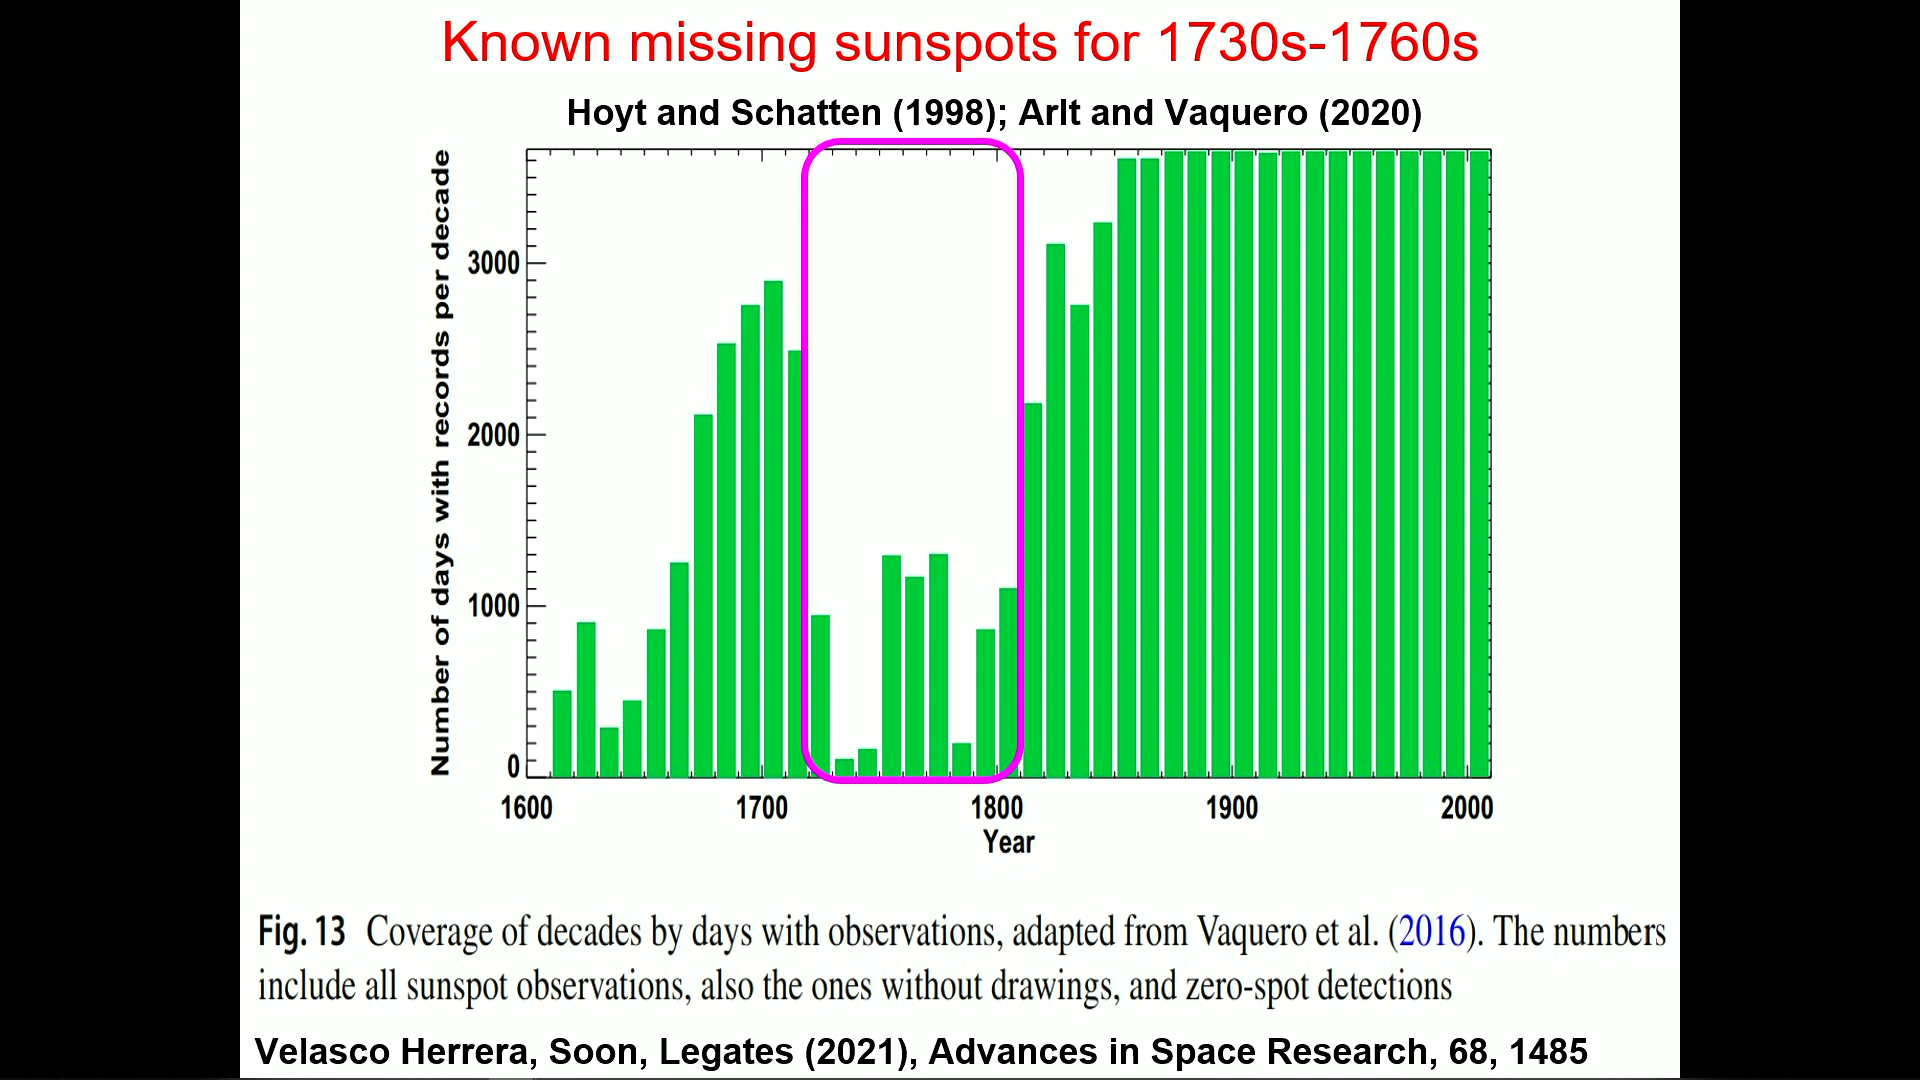 Known missing sunspots for 1730s-1760s
Hoyt and Schatten (1998); Arlt and Vaquero (2020)
Number of days with records per decade
3000
2000
1000
0
1600 1700 1800 1900 2000
Year
Fig. 13 Coverage of decades by days with observations, adapted from Vaquero et al. (2016). The numbers
include all sunspot observations, also the ones without drawings, and zero-spot detections
Velasco Herrera, Soon, Legates (2021), Advances in Space Research, 68, 1485